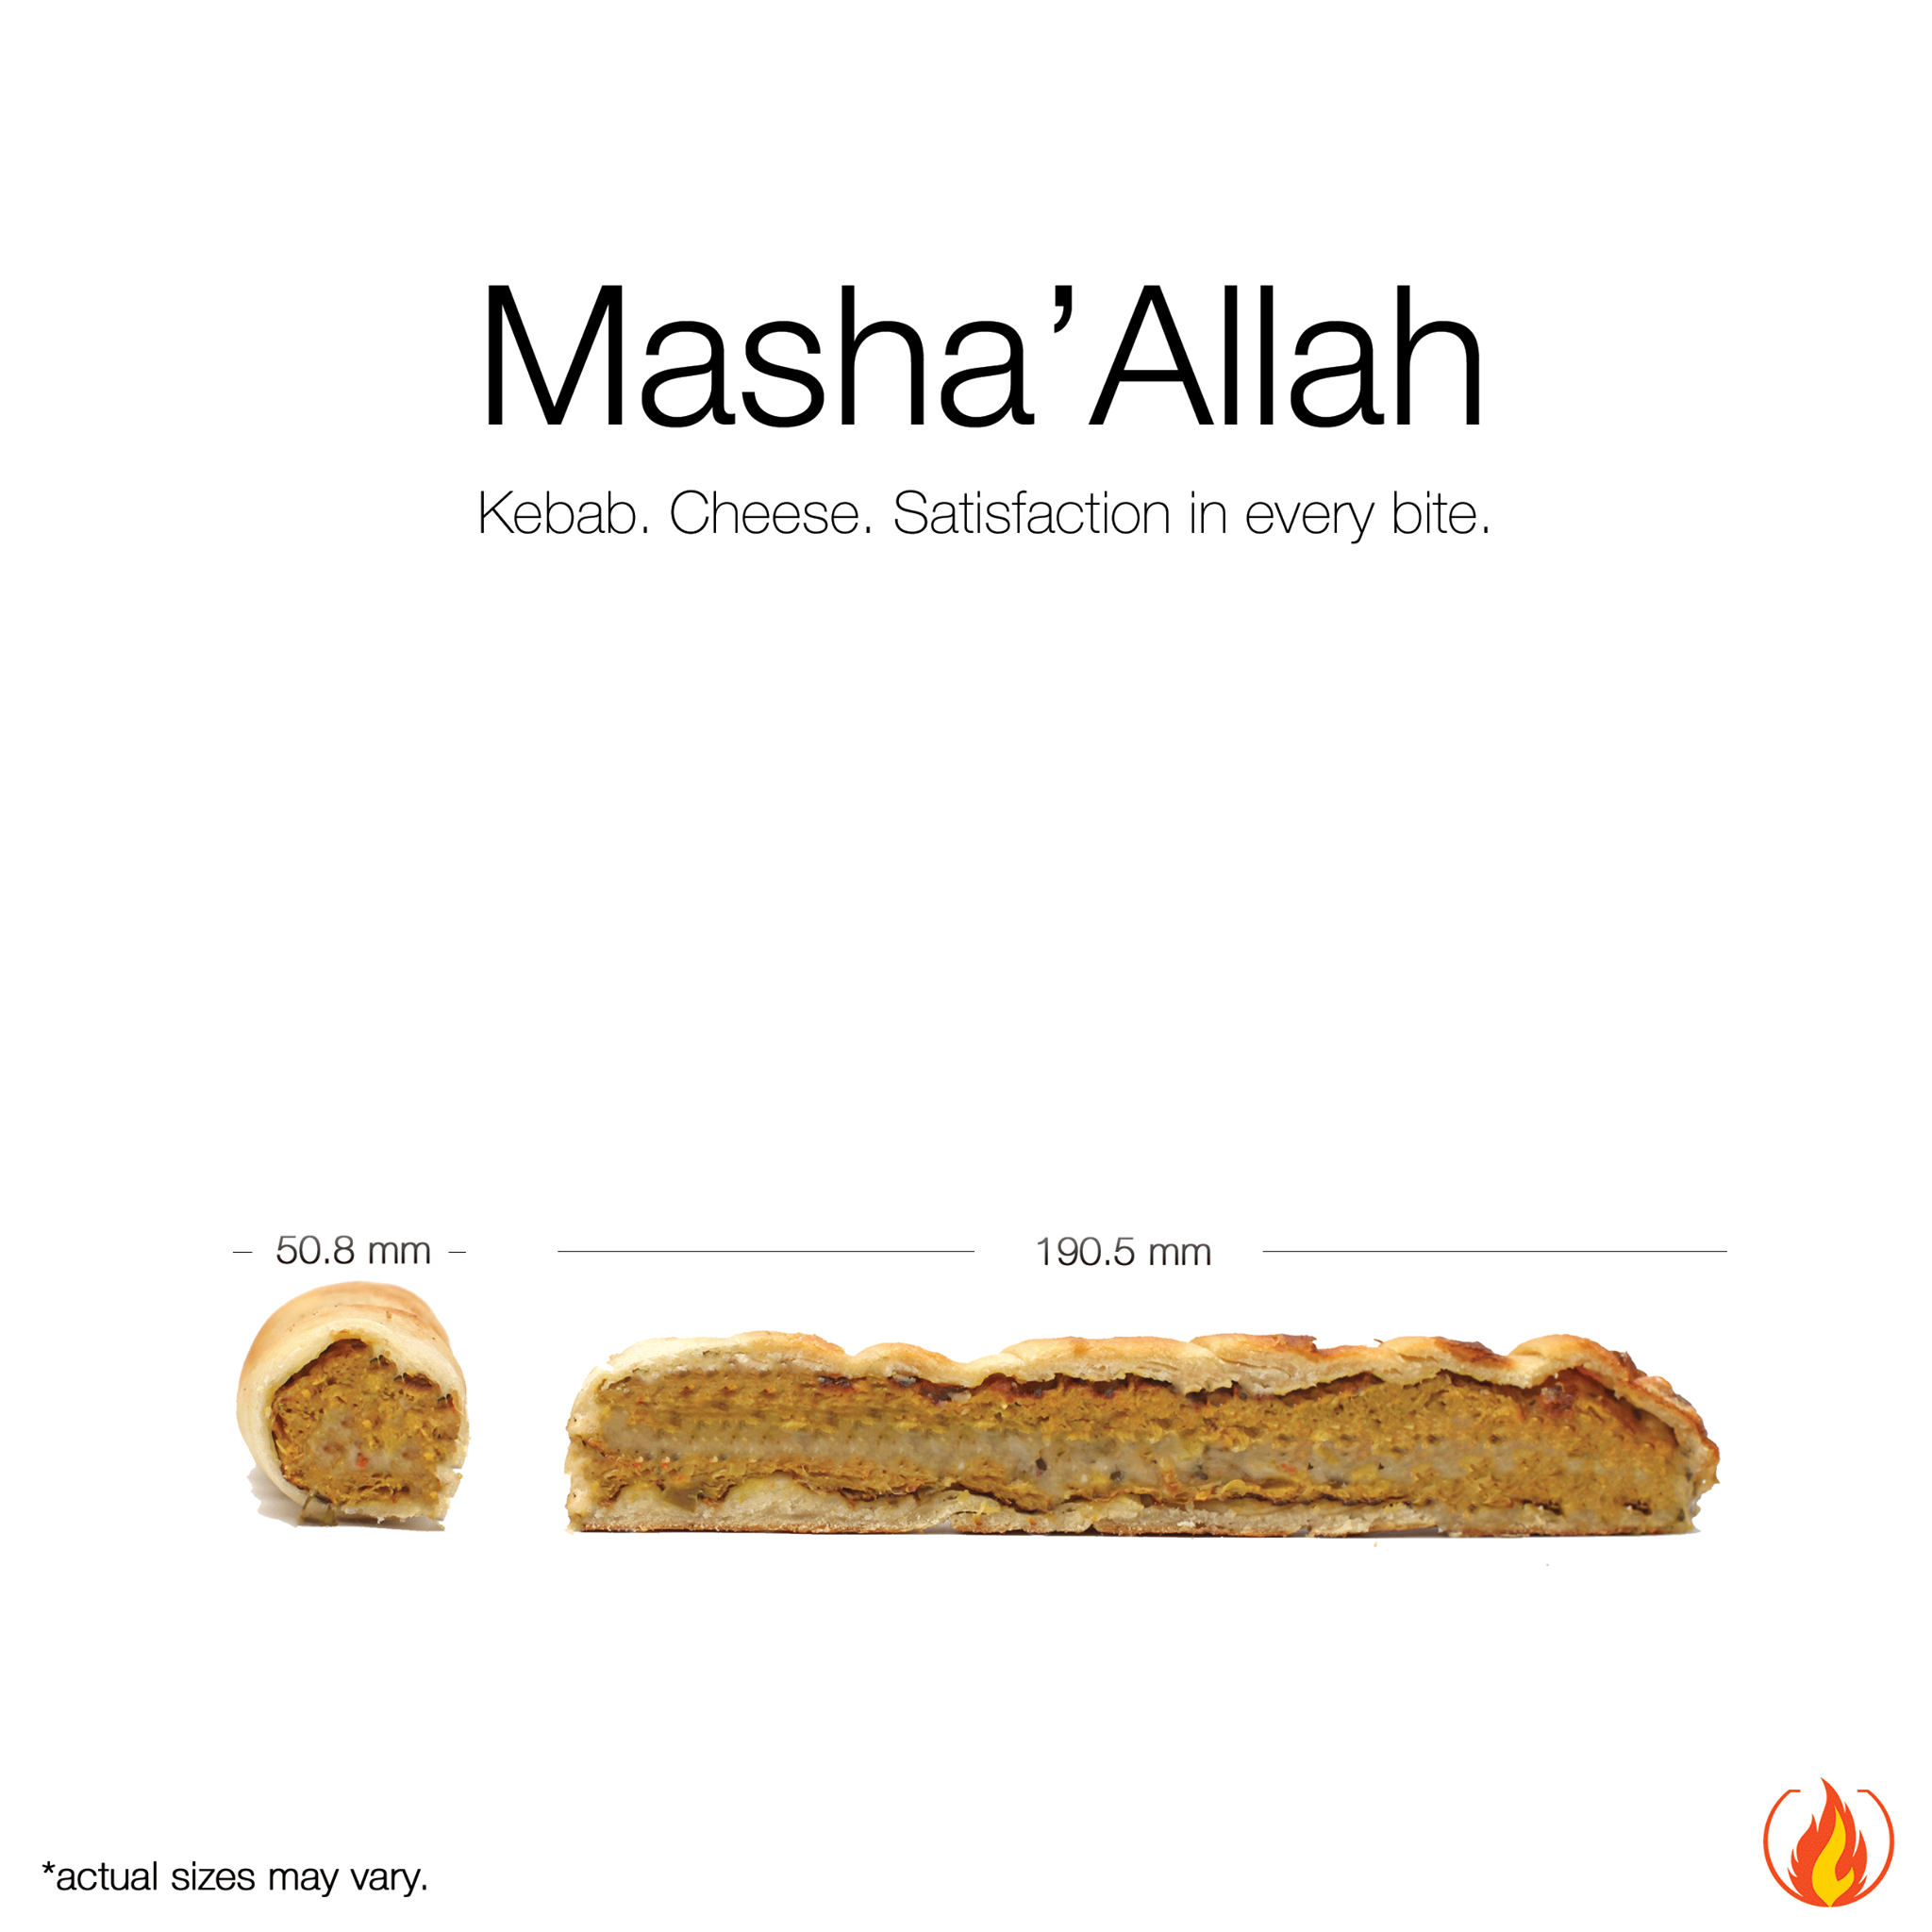 Masha’Allah
Kebab. Cheese. Satisfaction in every bite.
50.8 mm
190.5 mm
*actual sizes may vary.